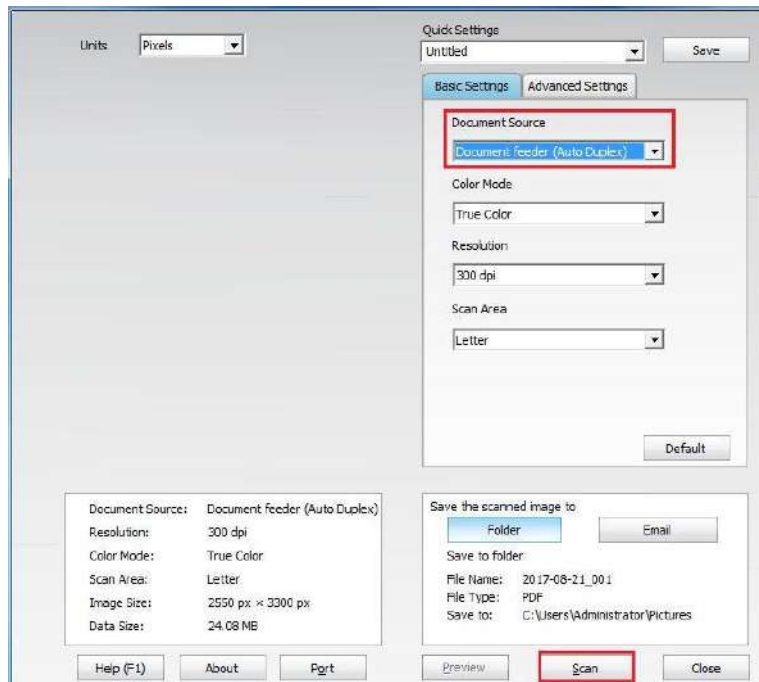 Units
Pixels
Quick Settings
Untitled
Save
Basic Settings
Advanced Settings
Document Source
Document feeder (Auto Duplex)
Color Mode
True Color
Resolution
300 dpi
Scan Area
Letter
Default
Document Source: Document feeder (Auto Duplex)
Resolution: 300 dpi
Color Mode: True Color
Scan Area: Letter
Image Size: 2550 px × 3300 px
Data Size: 24.08 MB
Save the scanned image to
Folder
Email
Save to folder
File Name: 2017-08-21_001
File Type: PDF
Save to: C:\Users\Administrator\Pictures
Help (F1)
About
Port
Preview
Scan
Close